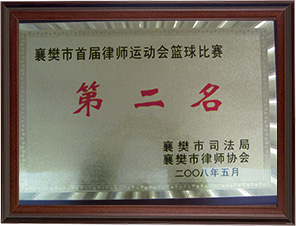 襄樊市首届律师运动会篮球比赛
第二名
襄樊市司法局
襄樊市律师协会
二〇〇八年五月